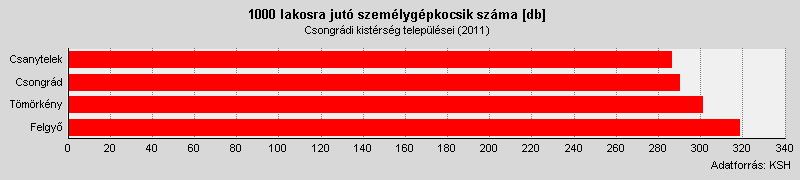 1000 lakosra jutó személygépkocsik száma [db]
Csongrádi kistérség települései (2011)
Csanytelek
Csongrád
Tömörkény
Felgyő
0 20 40 60 80 100 120 140 160 180 200 220 240 260 280 300 320 340
Adatforrás: KSH